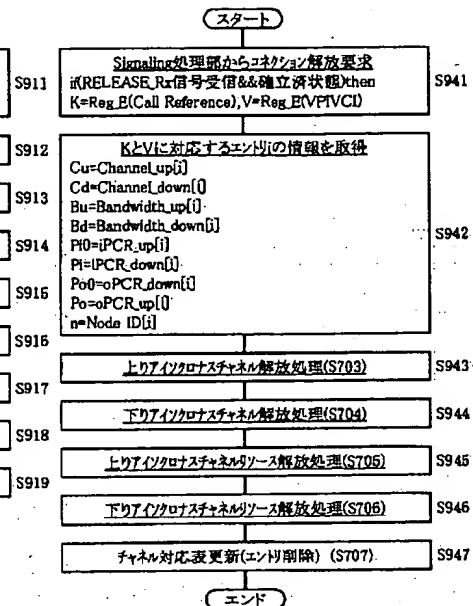 スタート
S911
S912
S913
S914
S915
S916
S917
S918
S919
Signaling処理部からコネクション解放要求
if(RELEASE_Rx信号受信&&確立済状態)then
K=Reg_E(Call Reference),V=Reg_E(VPIVCI)
S941
KとVに対応するエントリiの情報を取得
Cu=Channel_up[i]
Cd=Channel_down[i]
Bu=Bandwidth_up[i]
Bd=Bandwidth_down[i]
Pi0=iPCR_up[i]
Pi=iPCR_down[i]
Po0=oPCR_down[i]
Po=oPCR_up[i]
n=Node ID[i]
S942
上りアイソクロナスチャネル解放処理(S703)
S943
下りアイソクロナスチャネル解放処理(S704)
S944
上りアイソクロナスチャネルリソース解放処理(S705)
S945
下りアイソクロナスチャネルリソース解放処理(S706)
S946
チャネル対応表更新(エントリ削除) (S707)
S947
エンド